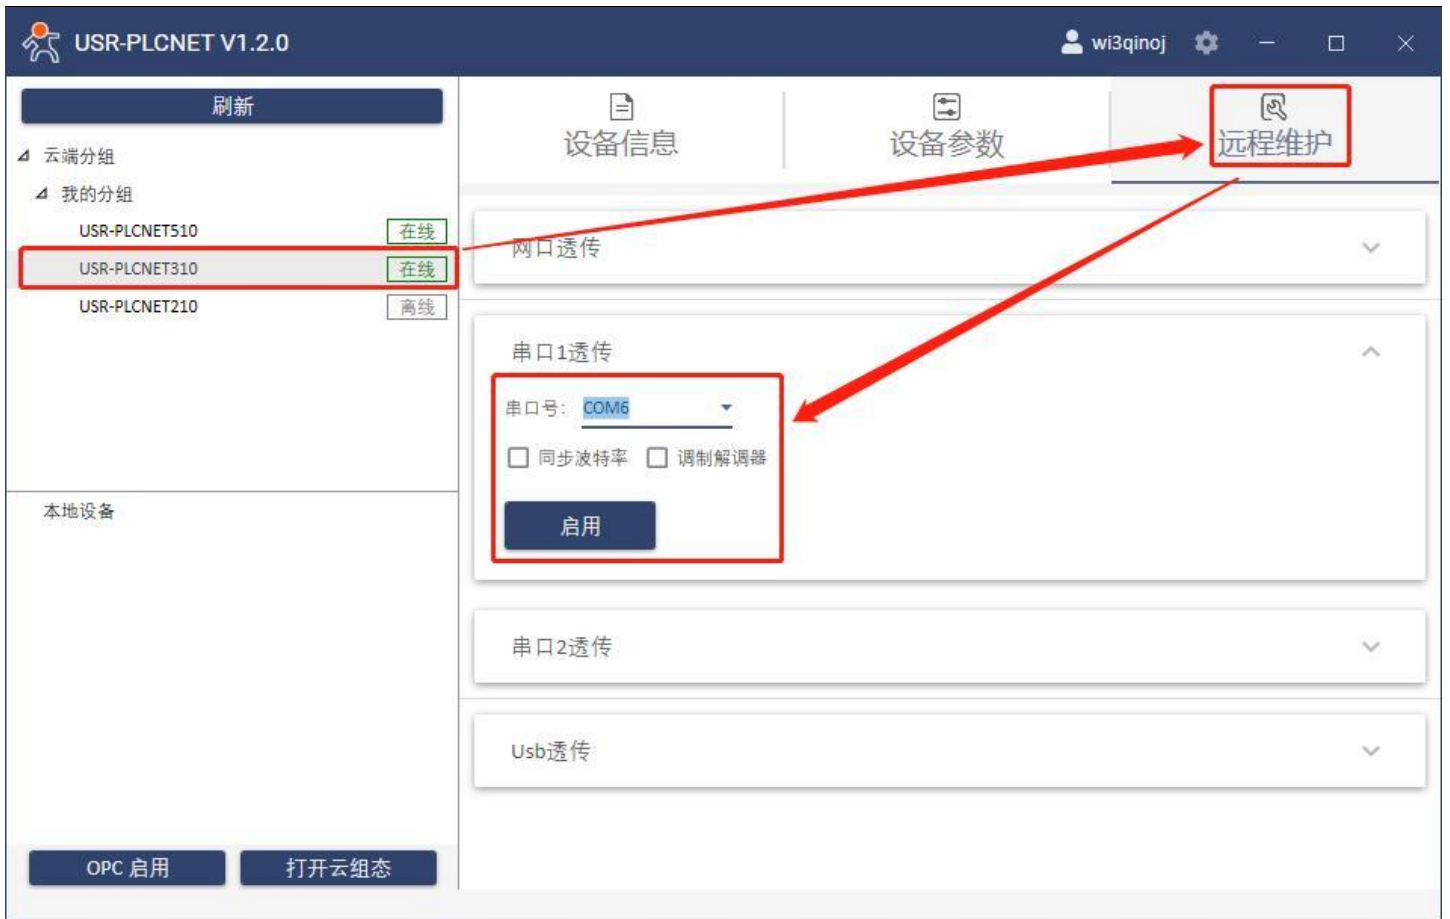 USR-PLCNET V1.2.0
wi3qinoj
刷新
云端分组
我的分组
USR-PLCNET510 在线
USR-PLCNET310 在线
USR-PLCNET210 离线
本地设备
OPC 启用
打开云组态
设备信息
设备参数
远程维护
网口透传
串口1透传
串口号: COM6
同步波特率 调制解调器
启用
串口2透传
Usb透传